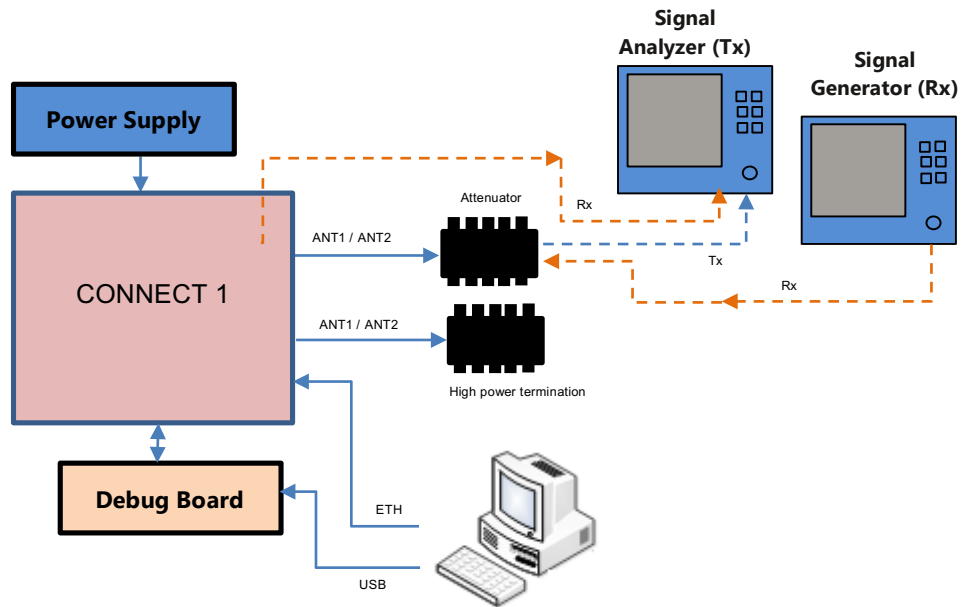 Signal
Analyzer (Tx)
Signal
Generator (Rx)
Power Supply
Attenuator
Rx
ANT1 / ANT2
Tx
Rx
CONNECT 1
ANT1 / ANT2
High power termination
Debug Board
ETH
USB